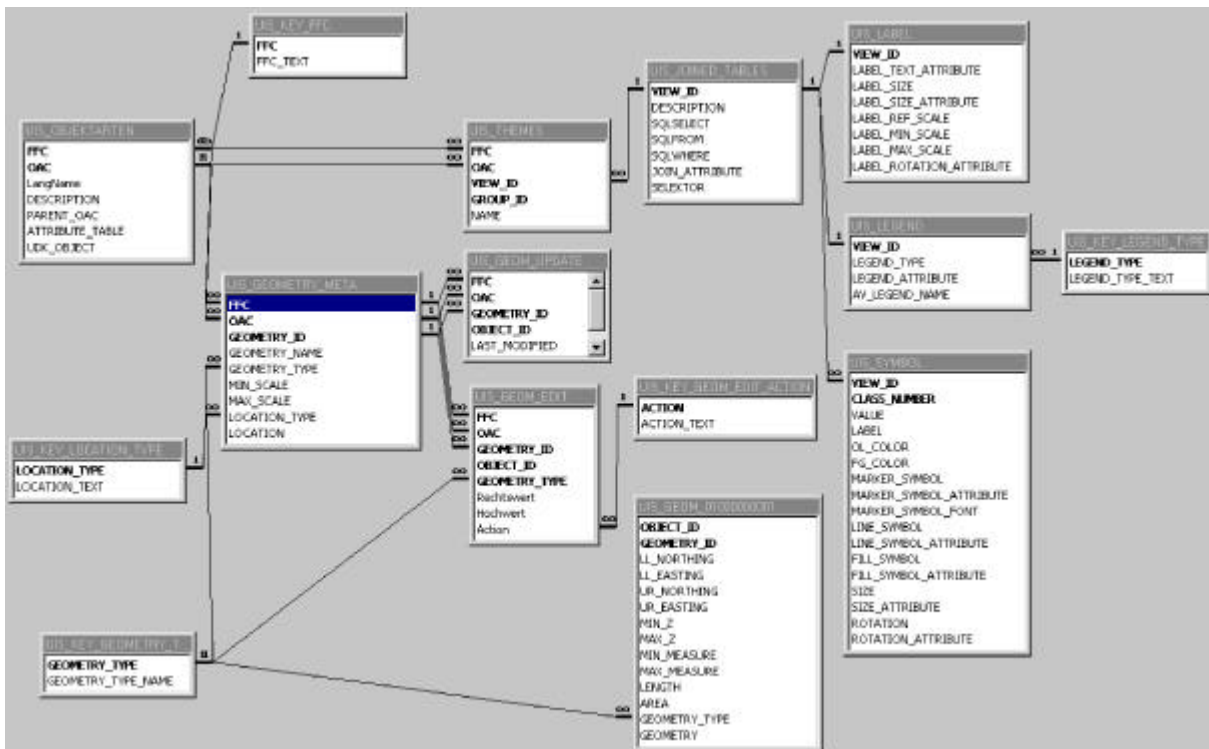 UIS_KEY_FFC
FFC
FFC_TEXT
UIS_OBJEKTARTEN
FFC
OAC
LangName
DESCRIPTION
PARENT_OAC
ATTRIBUTE_TABLE
UDK_OBJECT
UIS_THEMES
FFC
OAC
VIEW_ID
GROUP_ID
NAME
UIS_JOINED_TABLES
VIEW_ID
DESCRIPTION
SQLSELECT
SQLFROM
SQLWHERE
JOIN_ATTRIBUTE
SELEKTOR
UIS_LABEL
VIEW_ID
LABEL_TEXT_ATTRIBUTE
LABEL_SIZE
LABEL_SIZE_ATTRIBUTE
LABEL_REF_SCALE
LABEL_MIN_SCALE
LABEL_MAX_SCALE
LABEL_ROTATION_ATTRIBUTE
UIS_LEGEND
VIEW_ID
LEGEND_TYPE
LEGEND_ATTRIBUTE
AV_LEGEND_NAME
UIS_KEY_LEGEND_TYPE
LEGEND_TYPE
LEGEND_TYPE_TEXT
UIS_GEOMETRY_META
FFC
OAC
GEOMETRY_ID
GEOMETRY_NAME
GEOMETRY_TYPE
MIN_SCALE
MAX_SCALE
LOCATION_TYPE
LOCATION
UIS_GEOM_UPDATE
FFC
OAC
GEOMETRY_ID
OBJECT_ID
LAST_MODIFIED
UIS_GEOM_EDIT
FFC
OAC
GEOMETRY_ID
OBJECT_ID
GEOMETRY_TYPE
Rechtswert
Hochwert
Action
UIS_KEY_GEOM_EDIT_ACTION
ACTION
ACTION_TEXT
UIS_SYMBOL
VIEW_ID
CLASS_NUMBER
VALUE
LABEL
OL_COLOR
FG_COLOR
MARKER_SYMBOL
MARKER_SYMBOL_ATTRIBUTE
MARKER_SYMBOL_FONT
LINE_SYMBOL
LINE_SYMBOL_ATTRIBUTE
FILL_SYMBOL
FILL_SYMBOL_ATTRIBUTE
SIZE
SIZE_ATTRIBUTE
ROTATION
ROTATION_ATTRIBUTE
UIS_KEY_LOCATION_TYPE
LOCATION_TYPE
LOCATION_TEXT
OBJECT_ID
GEOMETRY_ID
LL_NORTHING
LL_EASTING
UR_NORTHING
UR_EASTING
MIN_Z
MAX_Z
MIN_MEASURE
MAX_MEASURE
LENGTH
AREA
GEOMETRY_TYPE
GEOMETRY
UIS_KEY_GEOMETRY_T...
GEOMETRY_TYPE
GEOMETRY_TYPE_NAME